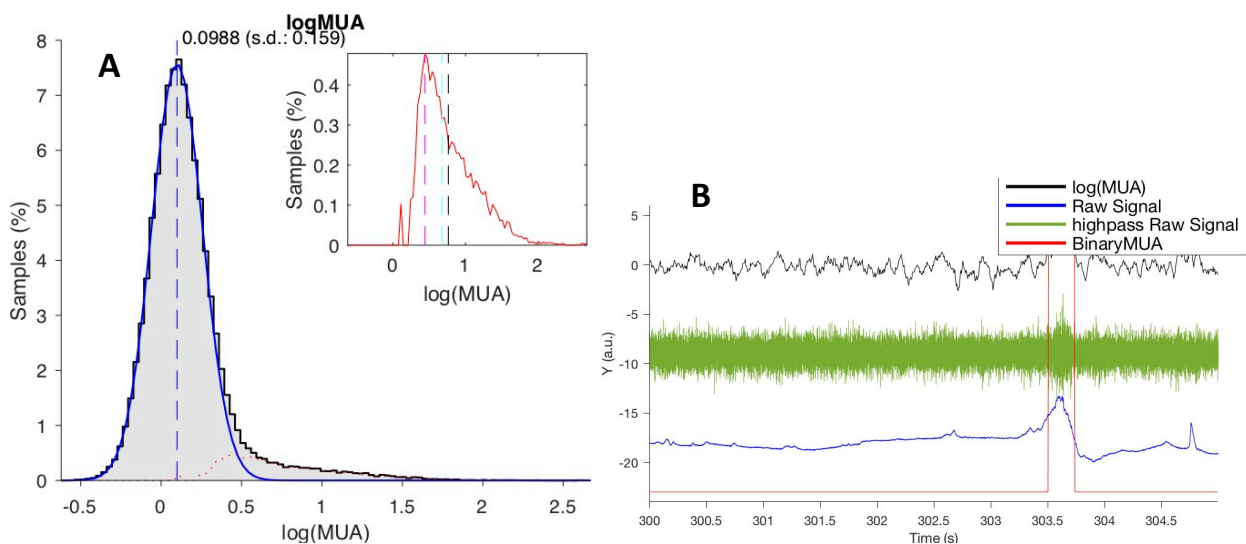 A
0.0988 (s.d.: 0.159)
8
7
6
5
4
3
2
1
0
Samples (%)
-0.5
0
0.5
1
1.5
2
2.5
log(MUA)
logMUA
0.4
0.3
0.2
0.1
0
Samples (%)
0
1
2
log(MUA)
B
log(MUA)
Raw Signal
highpass Raw Signal
BinaryMUA
5
0
-5
-10
-15
-20
Y (a.u.)
300
300.5
301
301.5
302
302.5
303
303.5
304
304.5
Time (s)